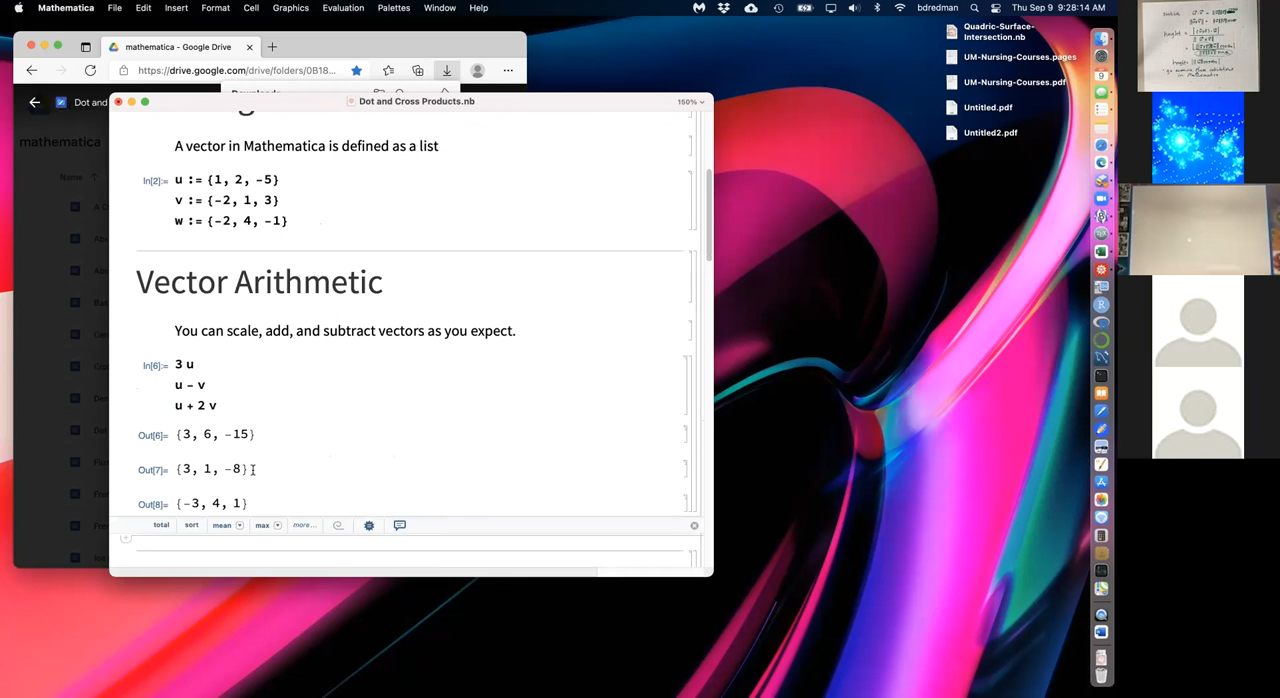 Mathematica File Edit Insert Format Cell Graphics Evaluation Palettes Window Help bdredman Thu Sep 9 9:28:14 AM
mathematica - Google Drive
https://drive.google.com/drive/folders/0B18...
Dot and
Dot and Cross Products.nb
150%
mathematica
Name
A vector in Mathematica is defined as a list
In[2]:= u := {1, 2, -5}
v := {-2, 1, 3}
w := {-2, 4, -1}
Vector Arithmetic
You can scale, add, and subtract vectors as you expect.
In[6]:= 3 u
u - v
u + 2 v
Out[6]= {3, 6, -15}
Out[7]= {3, 1, -8}
Out[8]= {-3, 4, 1}
total sort mean max more...
Quadric-Surface-
Intersection.nb
UM-Nursing-Courses.pages
UM-Nursing-Courses.pdf
Untitled.pdf
Untitled2.pdf